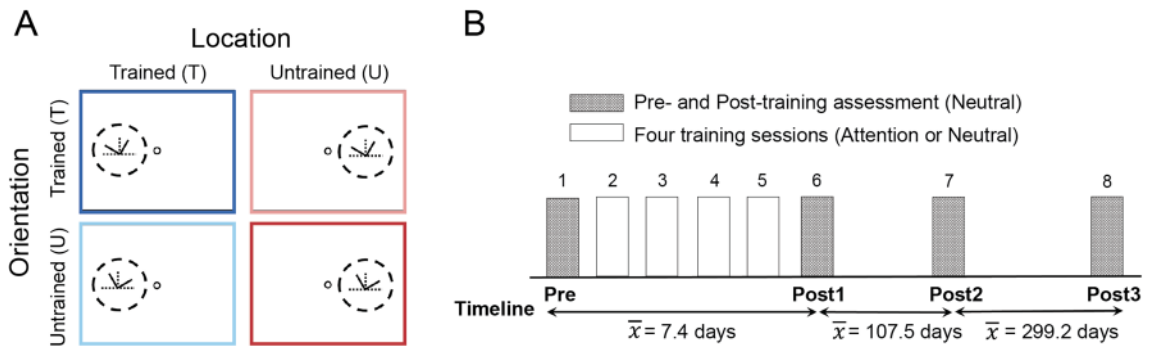 A
Location
Trained (T)
Untrained (U)
Orientation
Trained (T)
Untrained (U)
B
Pre- and Post-training assessment (Neutral)
Four training sessions (Attention or Neutral)
1 2 3 4 5 6 7 8
Pre Post1 Post2 Post3
Timeline
x̅ = 7.4 days x̅ = 107.5 days x̅ = 299.2 days